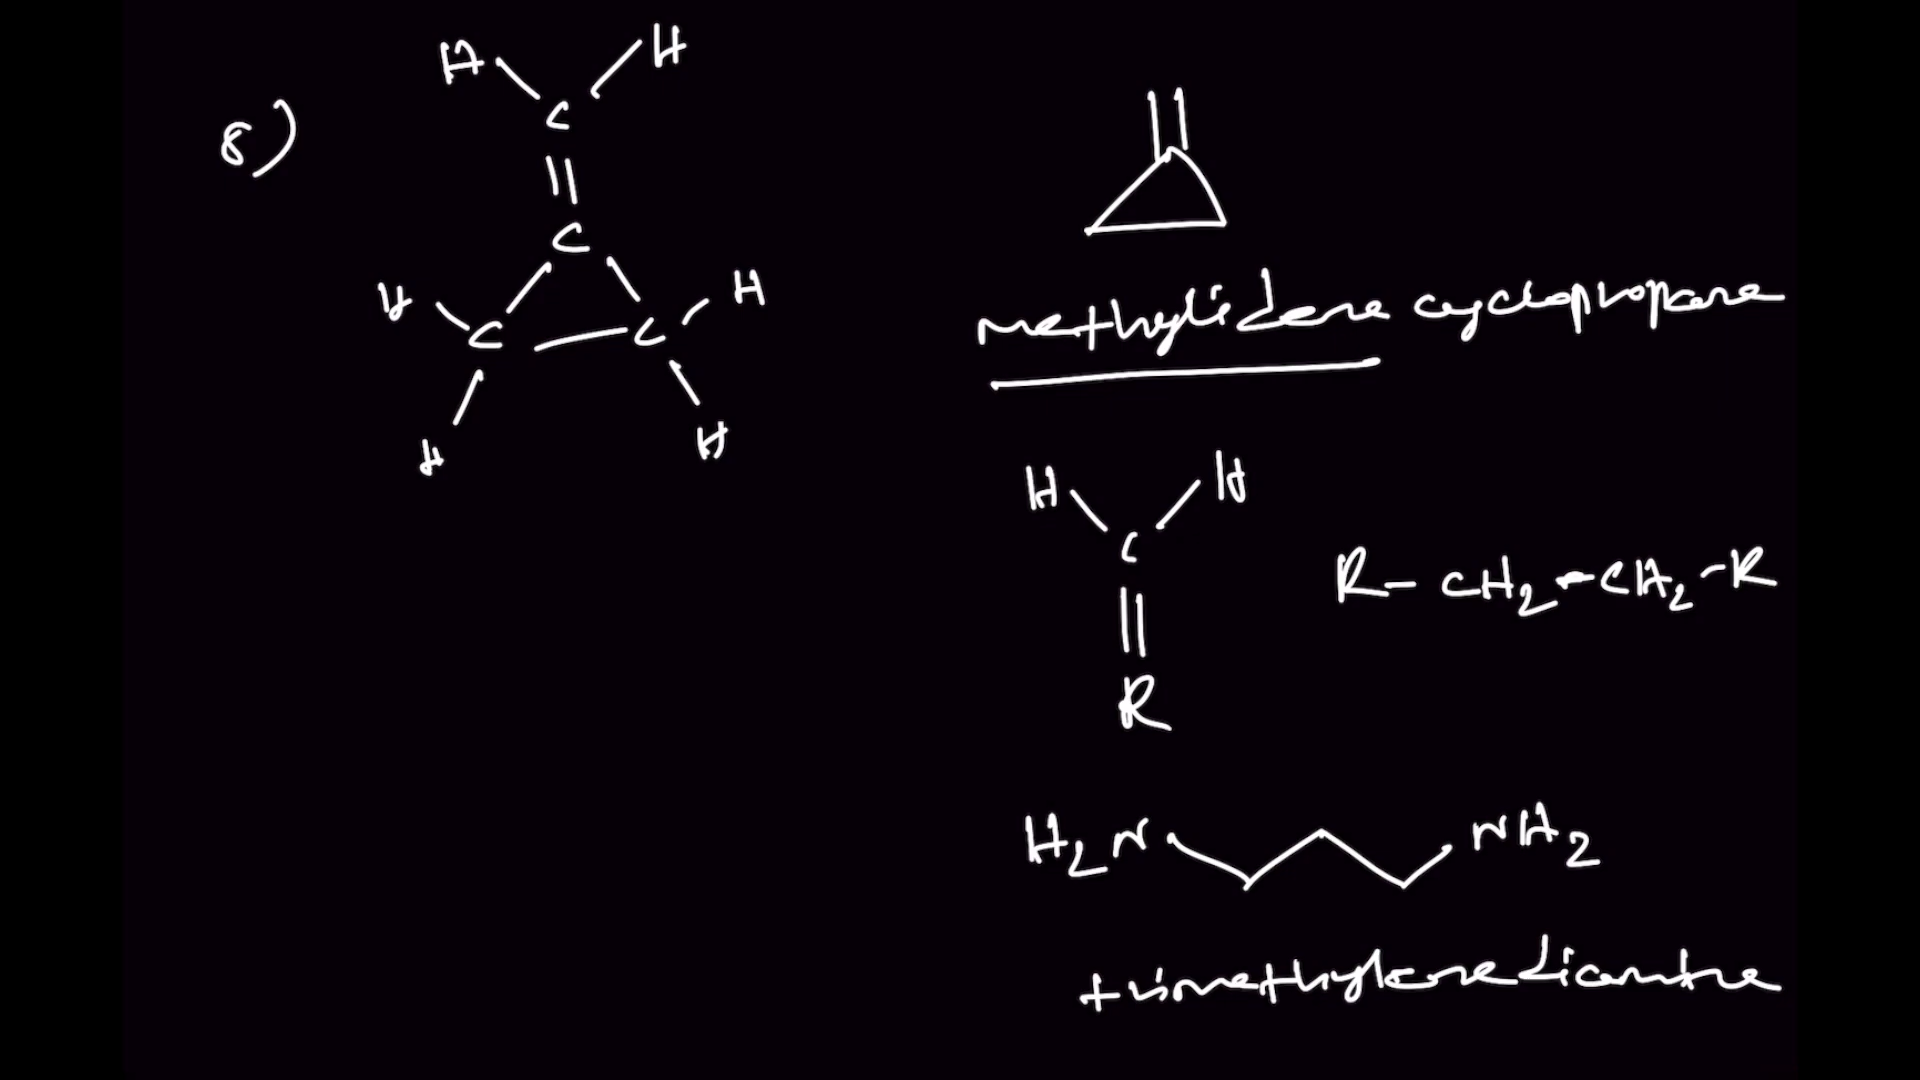 8)
H H
C
C
H C C H
H H
methylidene cyclopropane
H H
C
R
R-CH2-CH2-R
H2N NH2
trimethylenediamine